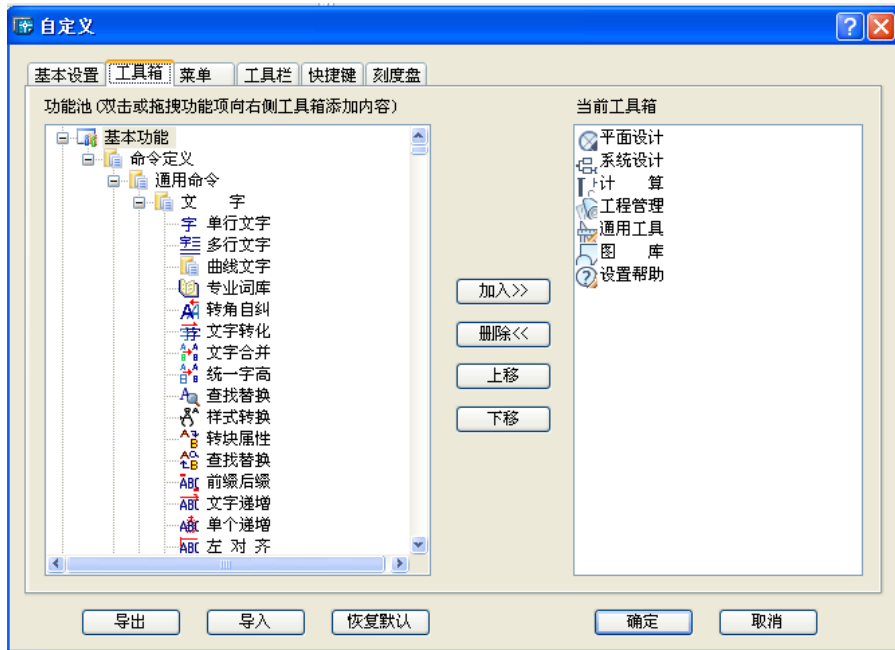 自定义
基本设置 工具箱 菜单 工具栏 快捷键 刻度盘
功能池(双击或拖拽功能项向右侧工具箱添加内容)
基本功能
命令定义
通用命令
文 字
字 单行文字
多行文字
曲线文字
专业词库
转角自纠
文字转化
文字合并
统一字高
查找替换
样式转换
转块属性
查找替换
前缀后缀
文字递增
单个递增
左 对 齐
加入>>
删除<<
上移
下移
当前工具箱
平面设计
系统设计
计 算
工程管理
通用工具
图 库
设置帮助
导出 导入 恢复默认 确定 取消